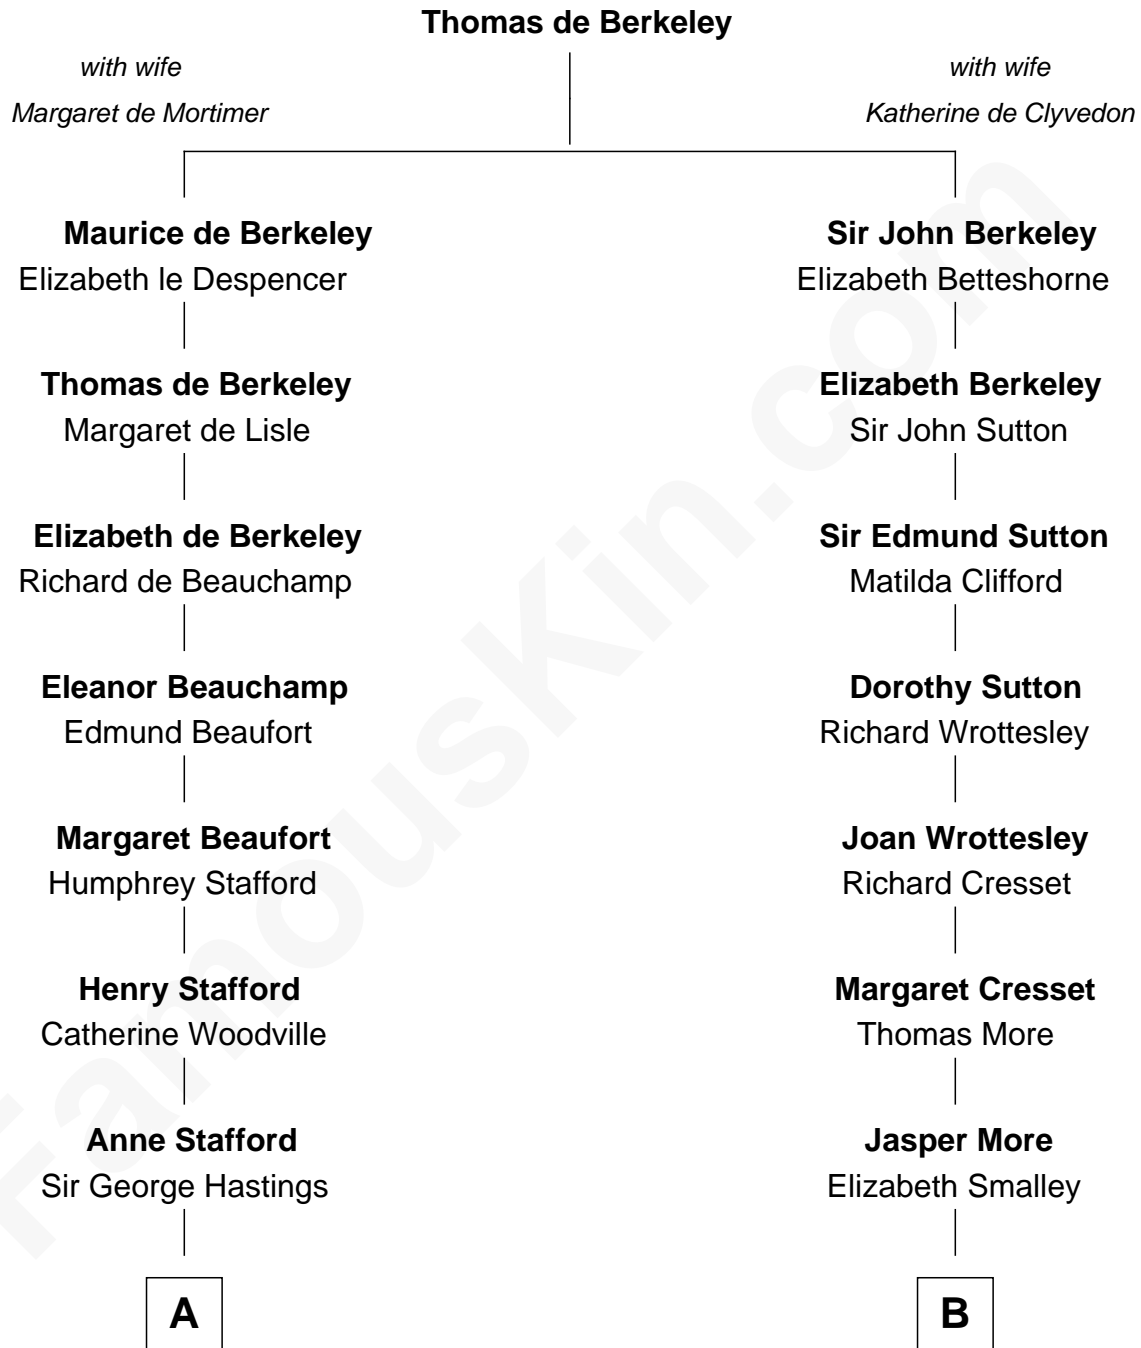 Thomas de Berkeley
with wife
Margaret de Mortimer
with wife
Katherine de Clyvedon
Maurice de Berkeley
Elizabeth le Despencer
Sir John Berkeley
Elizabeth Betteshorne
Thomas de Berkeley
Margaret de Lisle
Elizabeth Berkeley
Sir John Sutton
Elizabeth de Berkeley
Richard de Beauchamp
Sir Edmund Sutton
Matilda Clifford
Eleanor Beauchamp
Edmund Beaufort
Dorothy Sutton
Richard Wrottesley
Margaret Beaufort
Humphrey Stafford
Joan Wrottesley
Richard Cresset
Henry Stafford
Catherine Woodville
Margaret Cresset
Thomas More
Anne Stafford
Sir George Hastings
Jasper More
Elizabeth Smalley
A
B
FamousKin.com